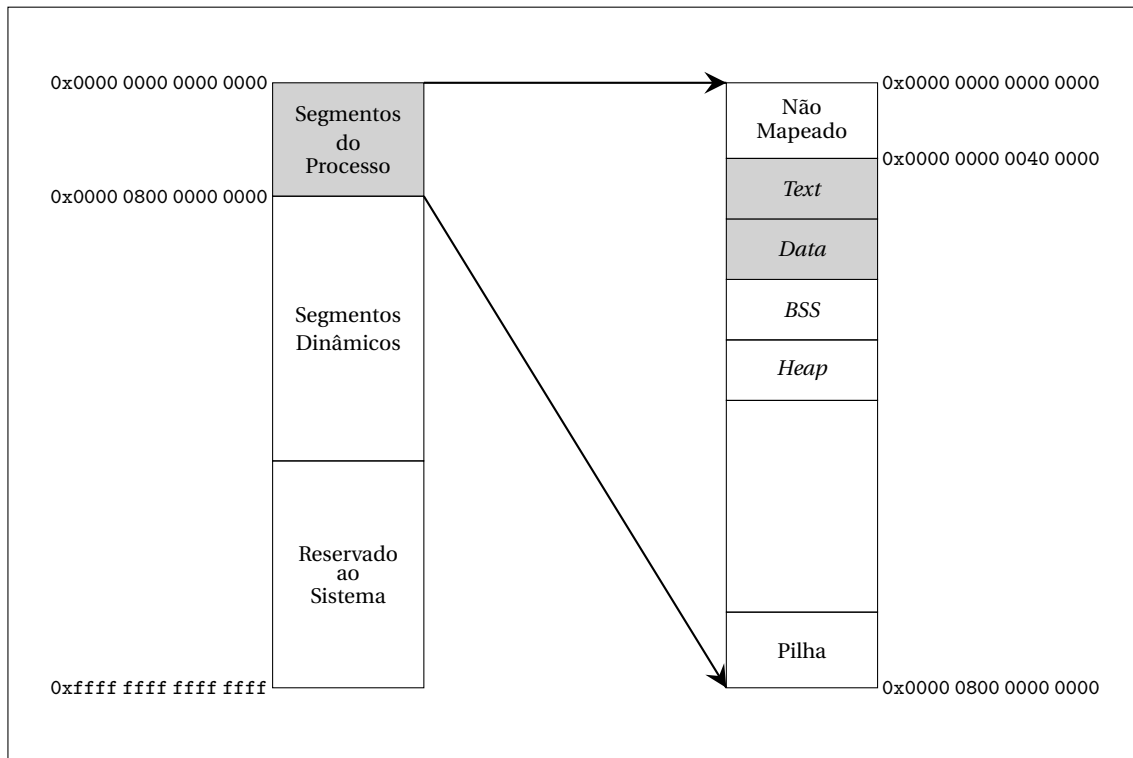 0x0000 0000 0000 0000
Segmentos
do
Processo
0x0000 0800 0000 0000
Segmentos
Dinâmicos
Reservado
ao
Sistema
0xffff ffff ffff ffff
0x0000 0000 0000 0000
Não
Mapeado
0x0000 0000 0040 0000
Text
Data
BSS
Heap
Pilha
0x0000 0800 0000 0000